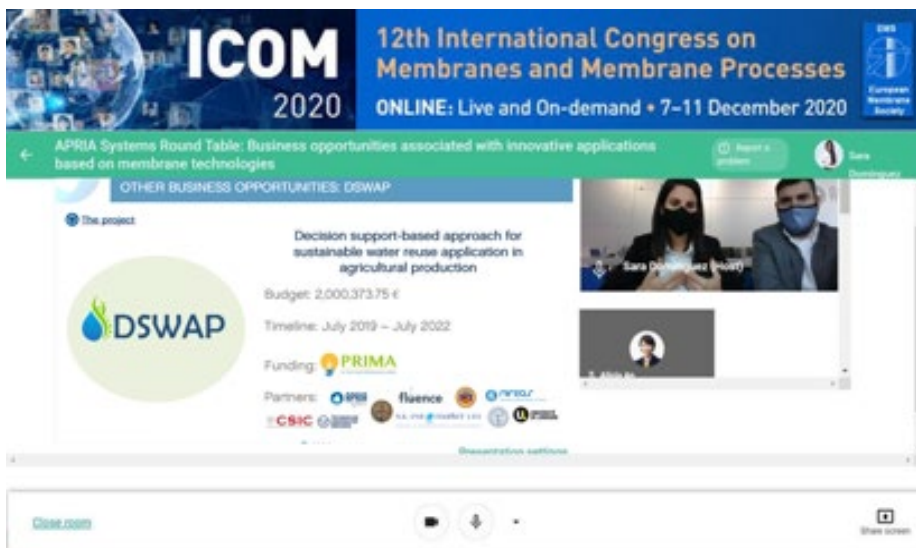 ICOM
2020
12th International Congress on
Membranes and Membrane Processes
ONLINE: Live and On-demand • 7–11 December 2020
EMS
European
Membrane
Society
APRIA Systems Round Table: Business opportunities associated with innovative applications
based on membrane technologies
Report a
problem
Sara
Dominguez
OTHER BUSINESS OPPORTUNITIES: DSWAP
The project
Decision support-based approach for
sustainable water reuse application in
agricultural production
DSWAP
Budget: 2,000,373.75 €
Timeline: July 2019 – July 2022
Funding: PRIMA
Partners: fluence
CSIC
Sara Dominguez (Host)
Presentation settings
Close room
Share screen